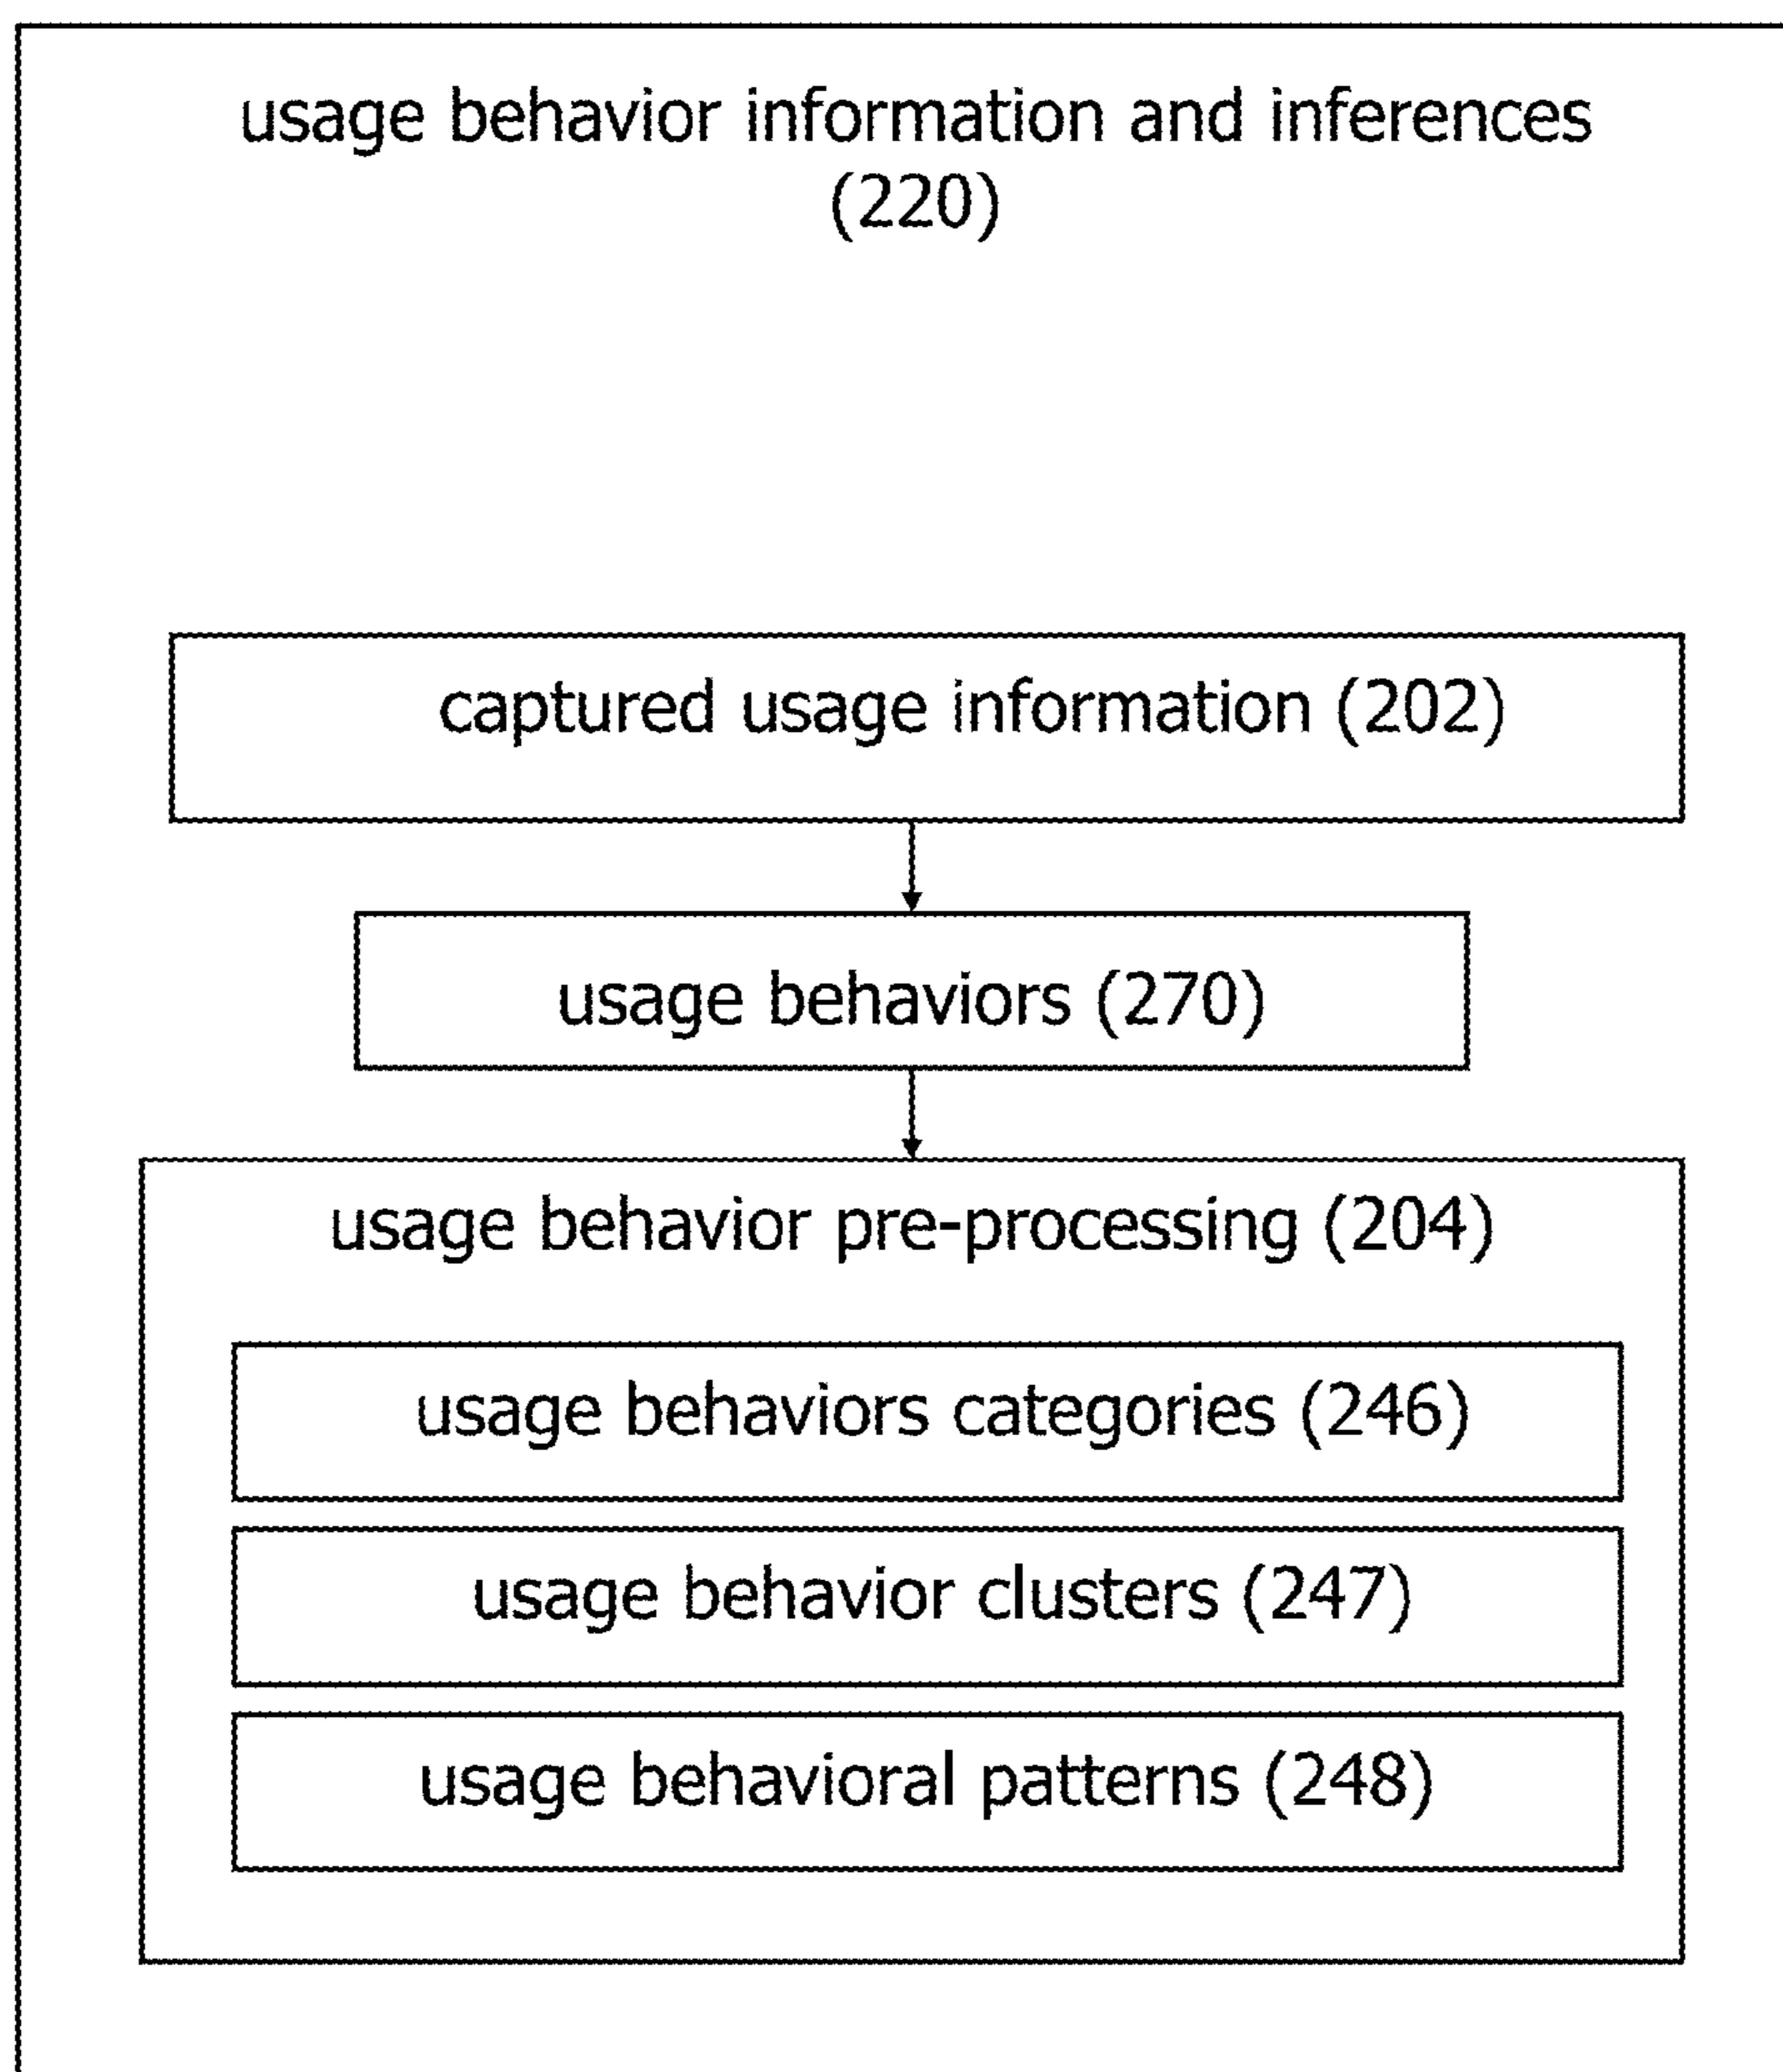 usage behavior information and inferences
(220)
captured usage information (202)
usage behaviors (270)
usage behavior pre-processing (204)
usage behaviors categories (246)
usage behavior clusters (247)
usage behavioral patterns (248)